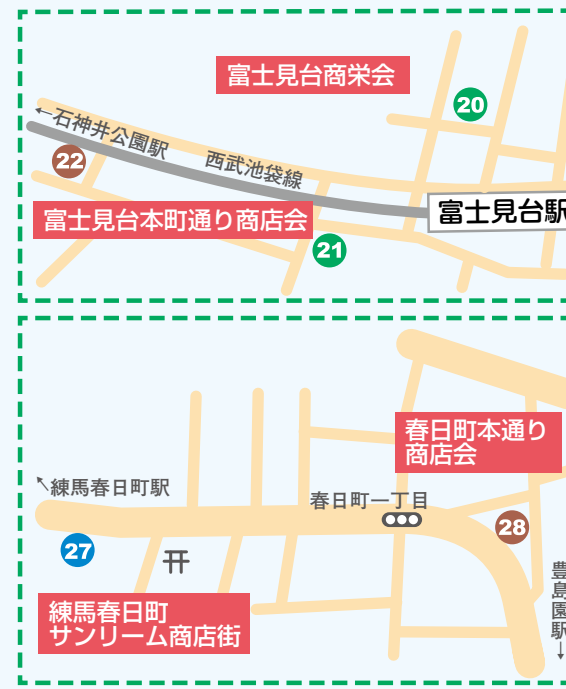 富士見台商栄会
20
←石神井公園駅
西武池袋線
22
富士見台駅
富士見台本町通り商店会
21
春日町本通り
商店会
↖練馬春日町駅
春日町一丁目
28
27
豊島園駅→
練馬春日町
サンリーム商店街